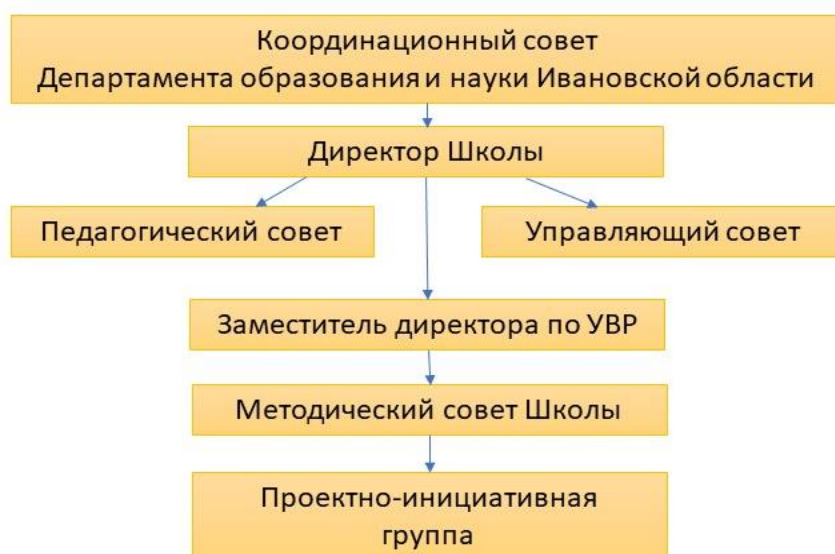 Координационный совет
Департамента образования и науки Ивановской области
Директор Школы
Педагогический совет
Управляющий совет
Заместитель директора по УВР
Методический совет Школы
Проектно-инициативная
группа